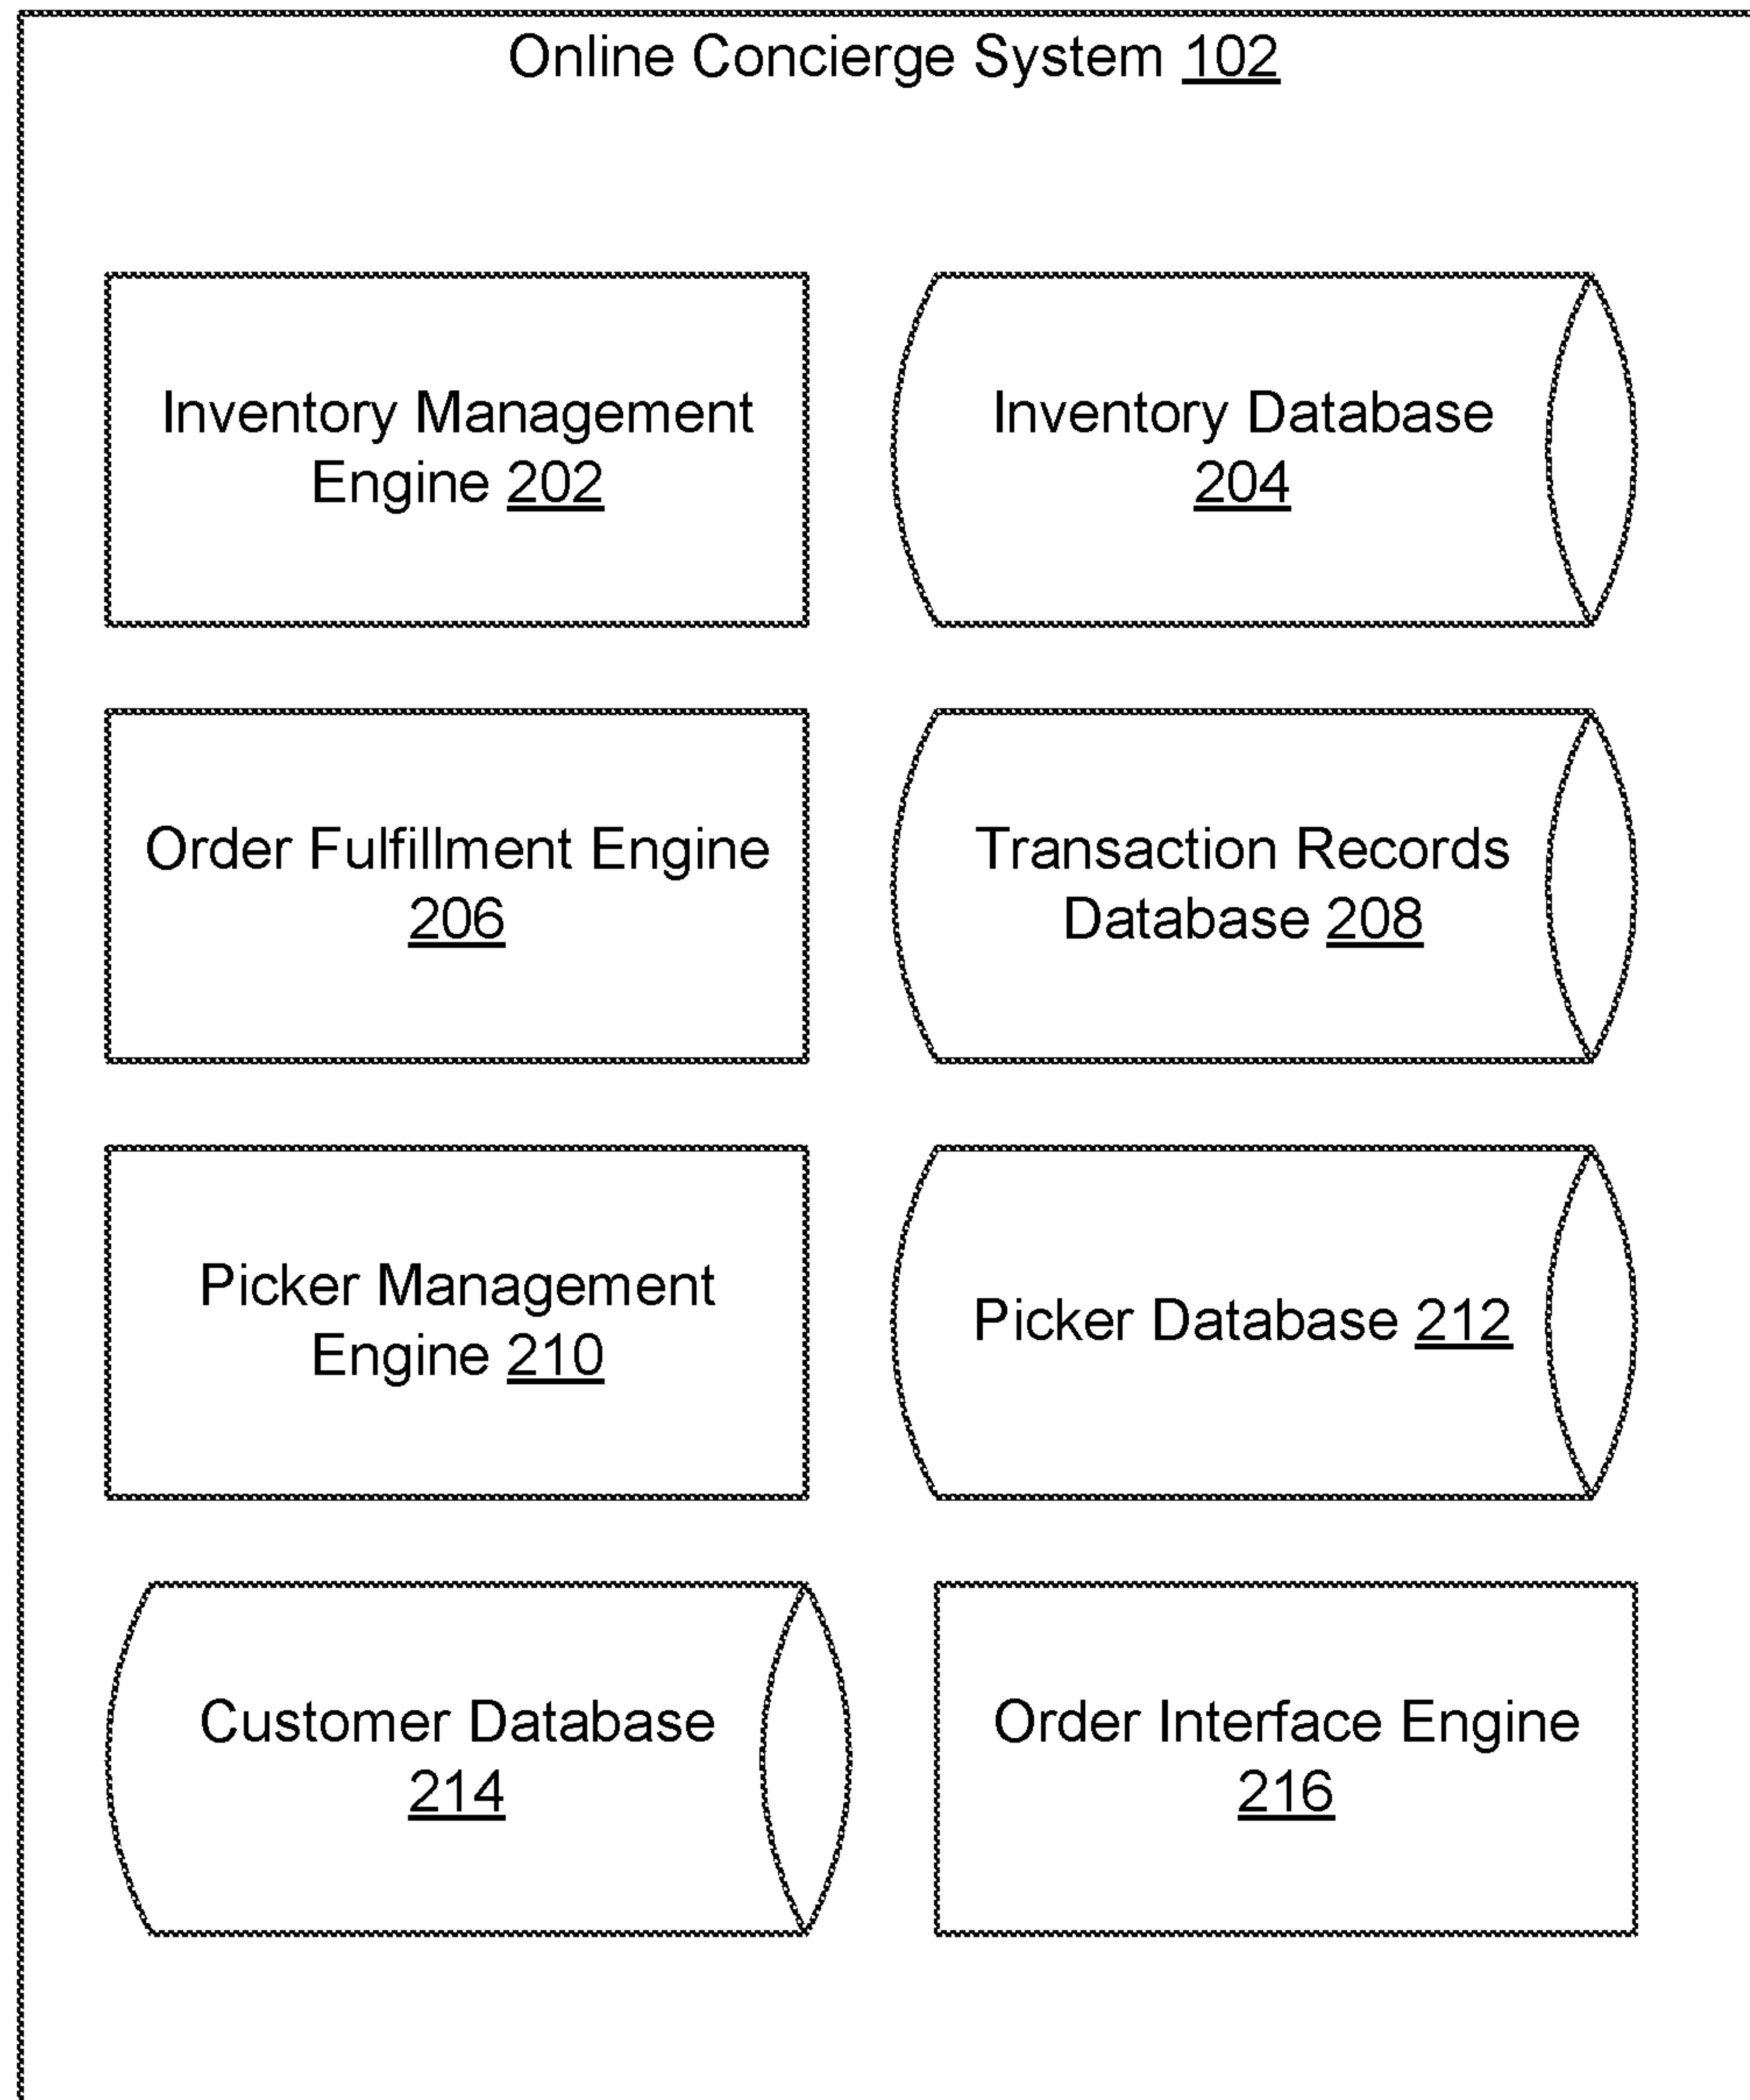 Online Concierge System 102
Inventory Management
Engine 202
Inventory Database
204
Order Fulfillment Engine
206
Transaction Records
Database 208
Picker Management
Engine 210
Picker Database 212
Customer Database
214
Order Interface Engine
216